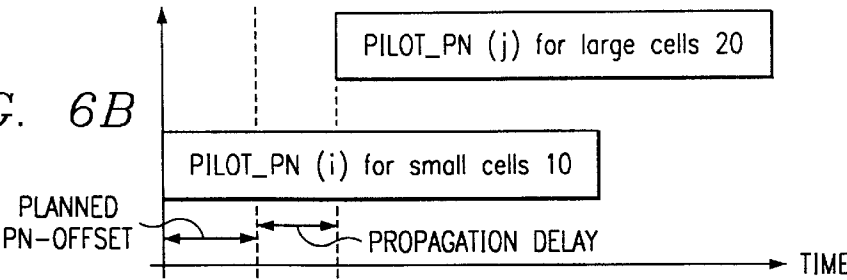 PILOT_PN (j) for large cells 20
G. 6B
PILOT_PN (i) for small cells 10
PLANNED
PN-OFFSET
PROPAGATION DELAY
TIME